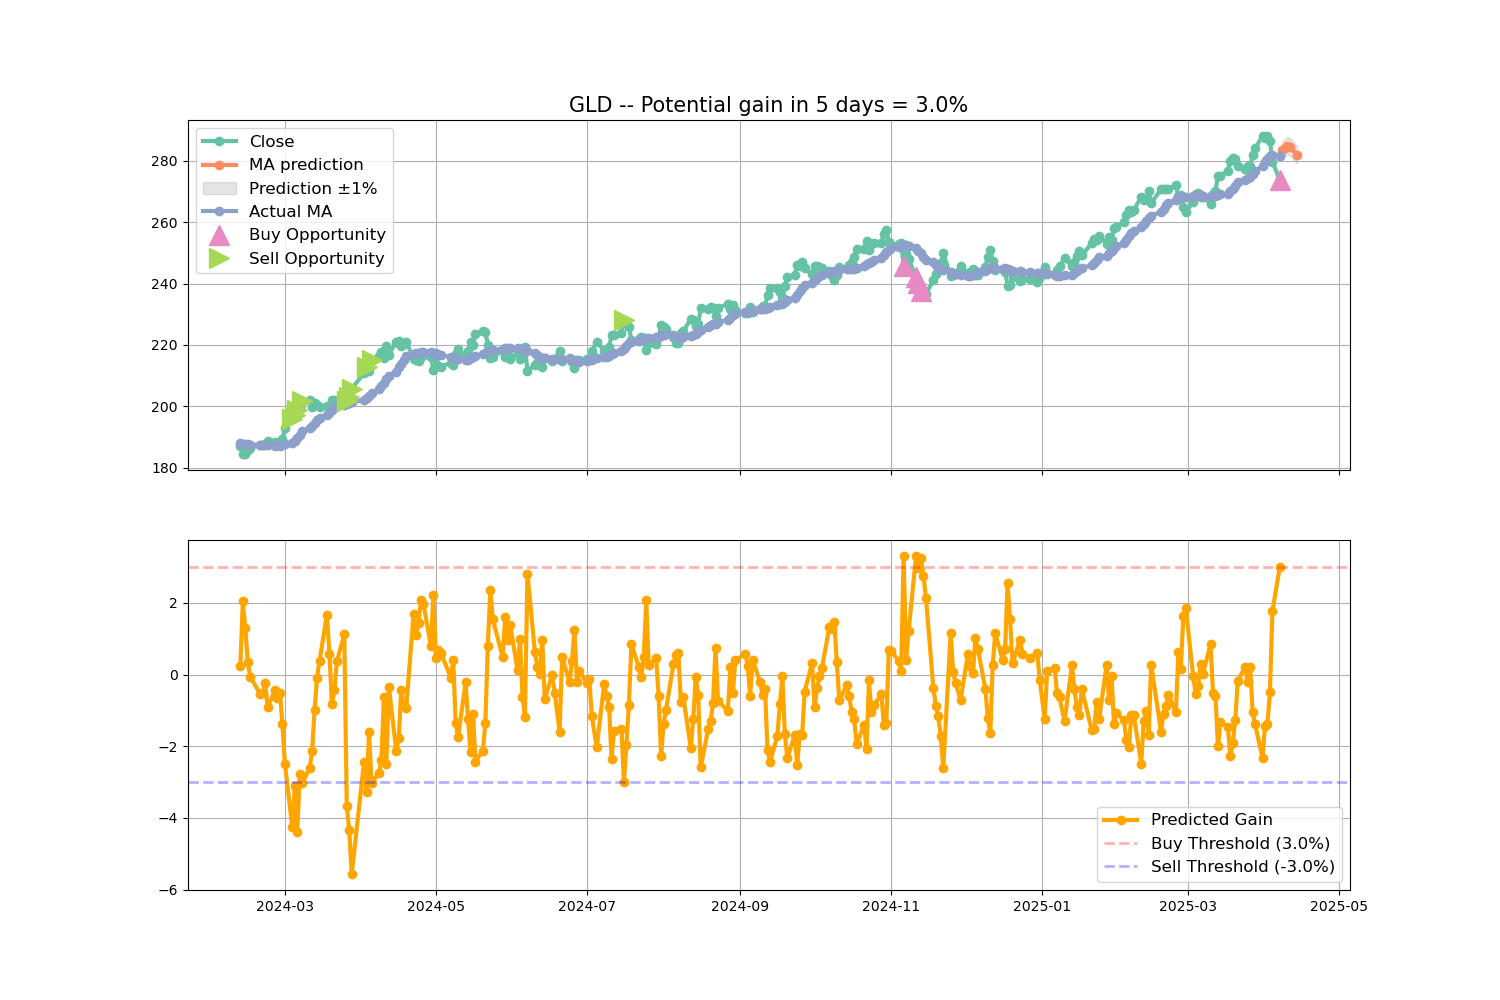 GLD -- Potential gain in 5 days = 3.0%
Close
MA prediction
Prediction ±1%
Actual MA
Buy Opportunity
Sell Opportunity
280
260
240
220
200
180
2
0
−2
−4
−6
Predicted Gain
Buy Threshold (3.0%)
Sell Threshold (-3.0%)
2024-03 2024-05 2024-07 2024-09 2024-11 2025-01 2025-03 2025-05